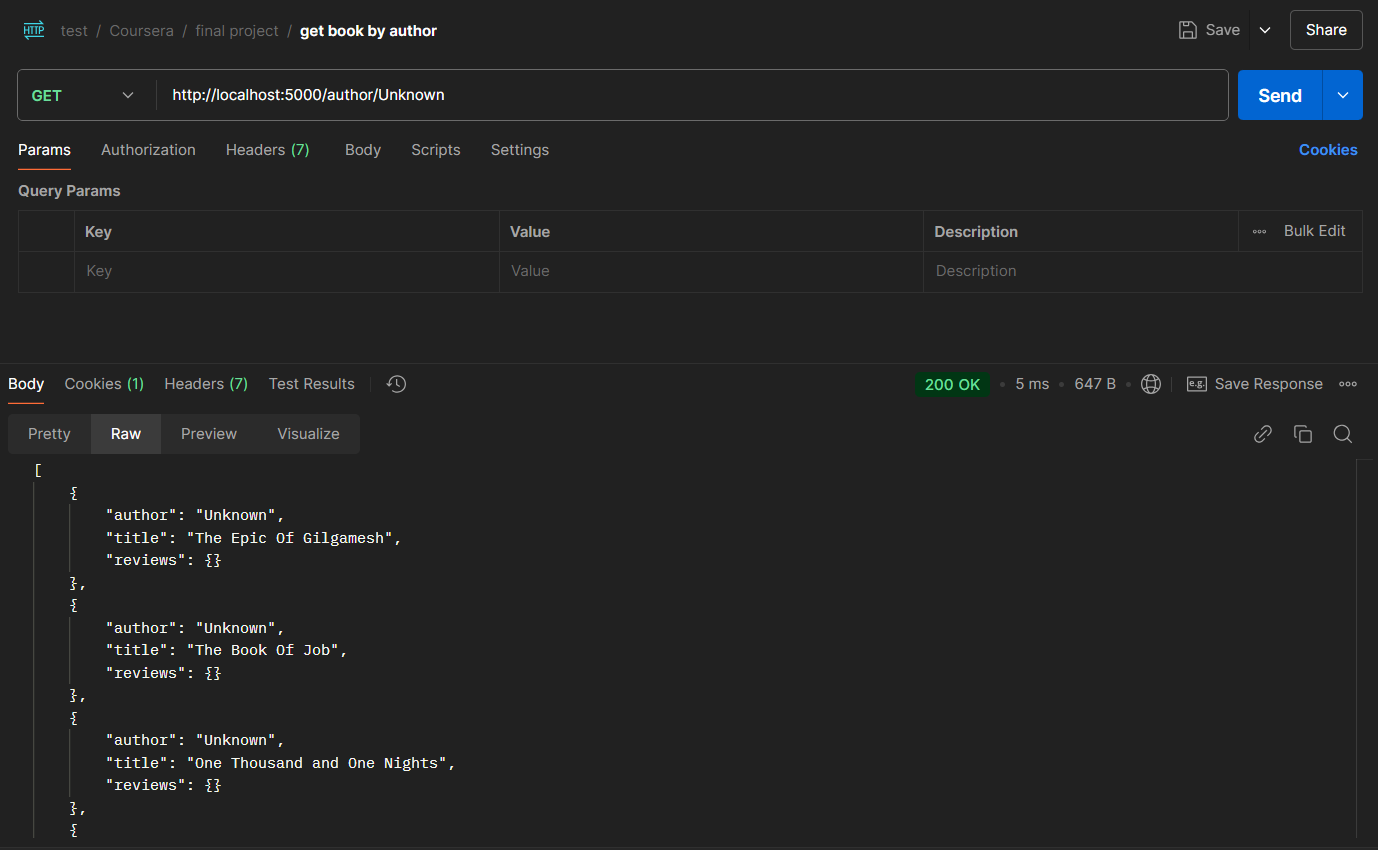 HTTP test / Coursera / final project / get book by author Save Share
GET http://localhost:5000/author/Unknown Send
Params Authorization Headers (7) Body Scripts Settings Cookies
Query Params
Key Value Description Bulk Edit
Key Value Description
Body Cookies (1) Headers (7) Test Results 200 OK 5 ms 647 B e.g. Save Response
Pretty Raw Preview Visualize
[
{
"author": "Unknown",
"title": "The Epic Of Gilgamesh",
"reviews": {}
},
{
"author": "Unknown",
"title": "The Book Of Job",
"reviews": {}
},
{
"author": "Unknown",
"title": "One Thousand and One Nights",
"reviews": {}
},
{